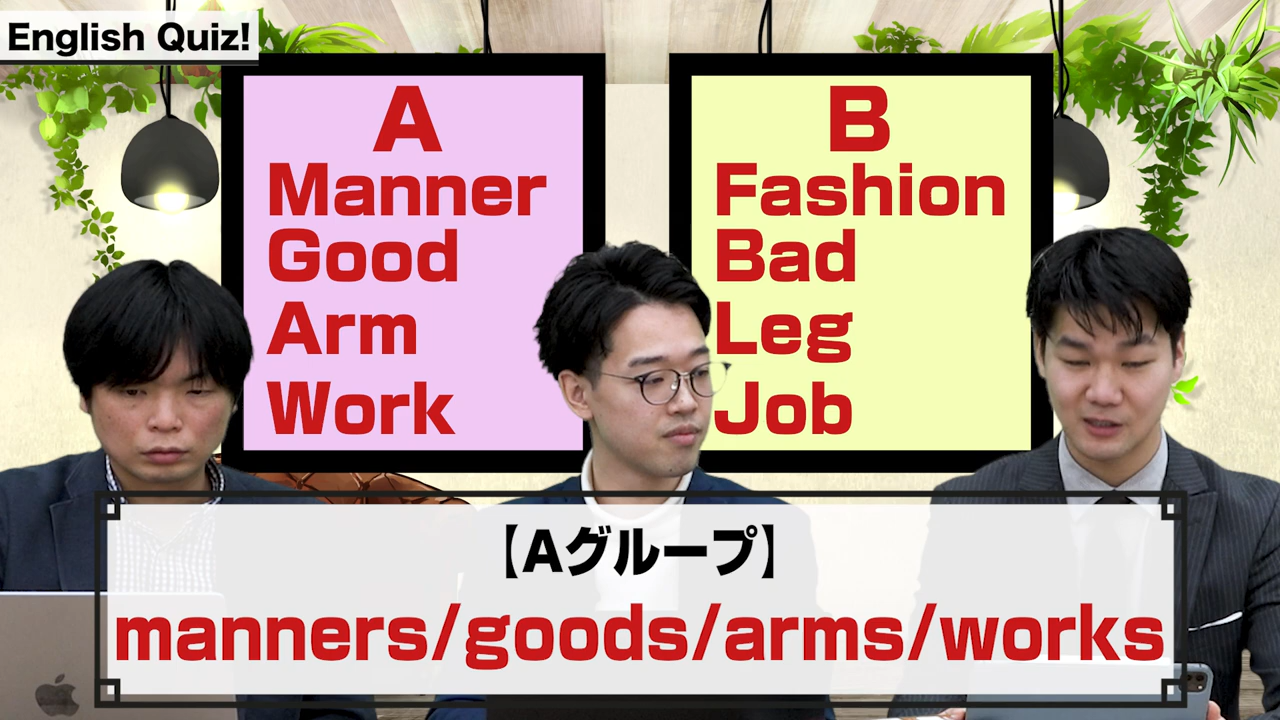 English Quiz!
A
Manner
Good
Arm
Work
B
Fashion
Bad
Leg
Job
【Aグループ】
manners/goods/arms/works